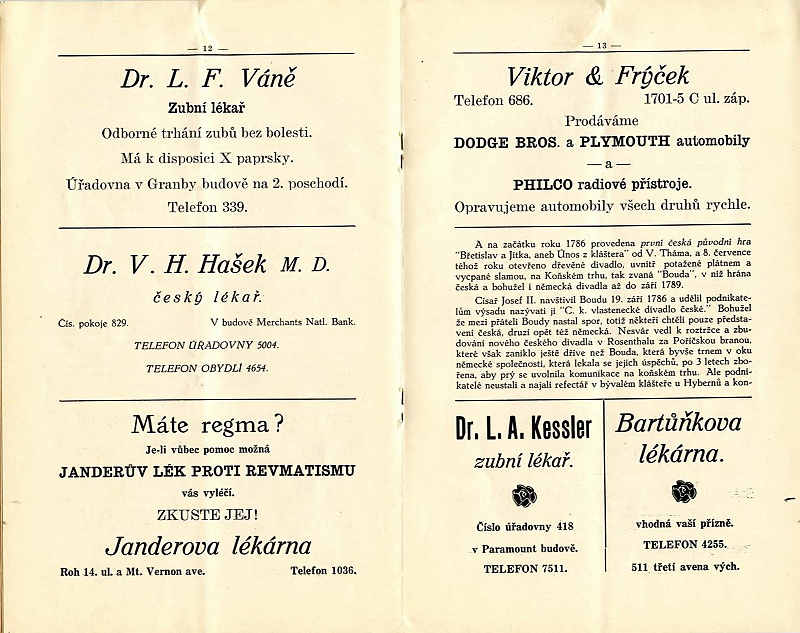 — 12 —
Dr. L. F. Váně
Zubní lékař
Odborné trhání zubů bez bolesti.
Má k disposici X paprsky.
Úřadovna v Granby budově na 2. poschodí.
Telefon 339.
Dr. V. H. Hašek M. D.
český lékař.
Čís. pokoje 829. V budově Merchants Natl. Bank.
TELEFON ÚŘADOVNY 5004.
TELEFON OBYDLÍ 4654.
Máte regma?
Je-li vůbec pomoc možná
JANDERŮV LÉK PROTI REVMATISMU
vás vyléčí.
ZKUSTE JEJ!
Janderova lékárna
Roh 14. ul. a Mt. Vernon ave. Telefon 1036.
— 13 —
Viktor & Frýček
Telefon 686. 1701-5 C ul. záp.
Prodáváme
DODGE BROS. a PLYMOUTH automobily
— a —
PHILCO radiové přístroje.
Opravujeme automobily všech druhů rychle.
A na začátku roku 1786 provedena první česká původní hra
"Břetislav a Jitka, aneb Únos z kláštera" od V. Tháma, a 8. července
téhož roku otevřeno dřevěné divadlo, uvnitř potažené plátnem a
vycpané slamou, na Koňském trhu, tak zvaná "Bouda", v níž hrána
česká a bohužel i německá divadla až do září 1789.
Císař Josef II. navštívil Boudu 19. září 1786 a udělil podnikate-
lům výsadu nazývati ji "C. k. vlastenecké divadlo české." Bohužel
že mezi přáteli Boudy nastal spor, totiž někteří chtěli pouze představe-
vení česká, druzí opět též německá. Nesvár vedl k roztržce a zbu-
dování nového českého divadla v Rosenthalu za Poříčskou branou,
které však zaniklo ještě dříve než Bouda, která byvše trnem v oku
německé společnosti, která lekala se jejích úspěchů, po 3 letech zbo-
řena, aby prý se uvolnila komunikace na koňském trhu. Ale podni-
katelé neustali a najali refectář v bývalém klášteře u Hybernů a kon-
Dr. L. A. Kessler
zubní lékař.
Číslo úřadovny 418
v Paramount budově.
TELEFON 7511.
Bartůňkova
lékárna.
vhodná vaší přízně.
TELEFON 4255.
511 třetí avena vých.